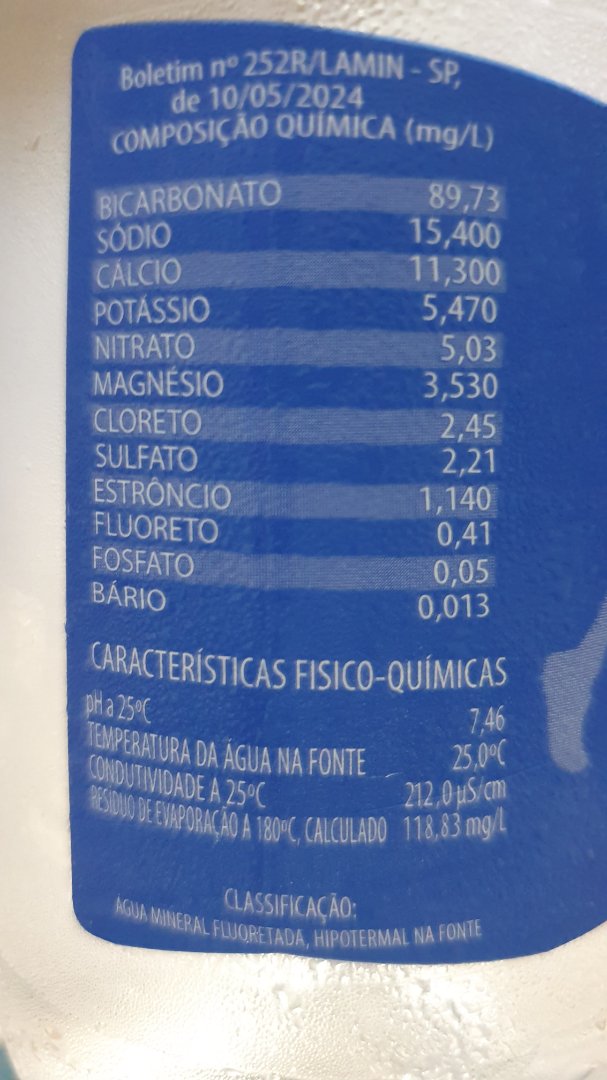 Boletim nº 252R/LAMIN - SP,
de 10/05/2024
COMPOSIÇÃO QUÍMICA (mg/L)
BICARBONATO 89,73
SÓDIO 15,400
CÁLCIO 11,300
POTÁSSIO 5,470
NITRATO 5,03
MAGNÉSIO 3,530
CLORETO 2,45
SULFATO 2,21
ESTRÔNCIO 1,140
FLUORETO 0,41
FOSFATO 0,05
BÁRIO 0,013
CARACTERÍSTICAS FISICO-QUÍMICAS
pH a 25ºC 7,46
TEMPERATURA DA ÁGUA NA FONTE 25,0ºC
CONDUTIVIDADE A 25ºC 212,0 µS/cm
RESÍDUO DE EVAPORAÇÃO A 180ºC, CALCULADO 118,83 mg/L
CLASSIFICAÇÃO:
ÁGUA MINERAL FLUORETADA, HIPOTERMAL NA FONTE